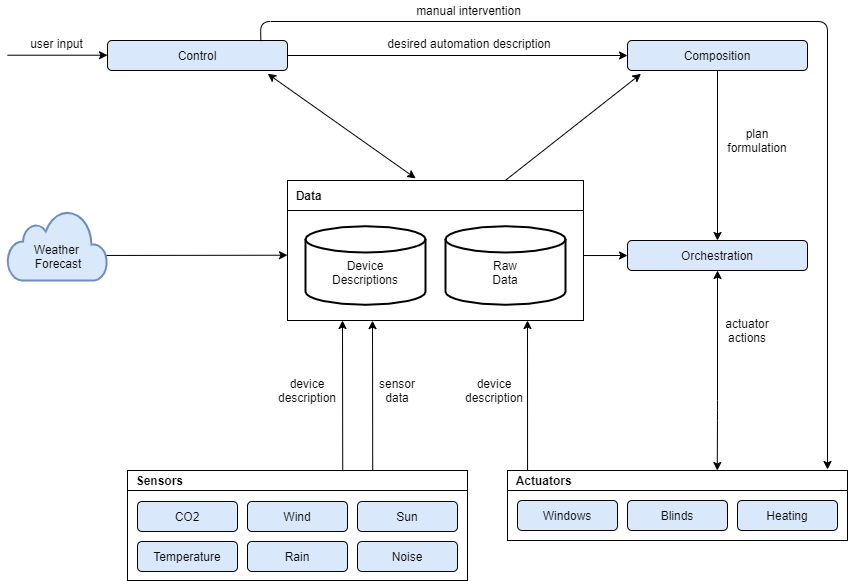 manual intervention
user input
Control
desired automation description
Composition
plan
formulation
Data
Weather
Forecast
Device
Descriptions
Raw
Data
Orchestration
actuator
actions
device
description
sensor
data
device
description
Sensors
CO2
Wind
Sun
Temperature
Rain
Noise
Actuators
Windows
Blinds
Heating